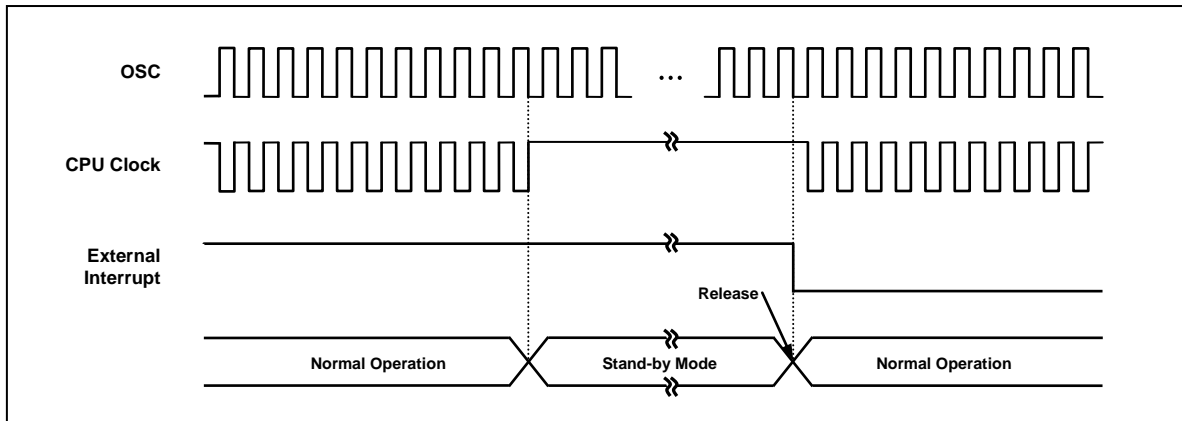 OSC
...
CPU Clock
External
Interrupt
Release
Normal Operation
Stand-by Mode
Normal Operation